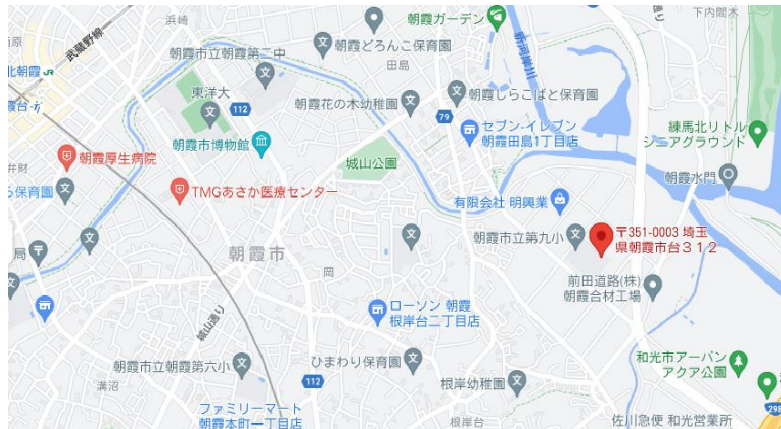 浜崎
朝霞ガーデン
下内間木
武蔵野線
朝霞市立朝霞第二中
朝霞どろんこ保育園
田島
新河岸川
北朝霞
東洋大
112
朝霞花の木幼稚園
朝霞しらこばと保育園
79
セブン-イレブン
朝霞田島1丁目店
練馬北リトル
シニアグラウンド
朝霞市博物館
城山公園
朝霞厚生病院
弁財
TMGあさか医療センター
朝霞水門
有限会社 明興業
ろ保育園
朝霞市立第九小
〒351-0003 埼玉
県朝霞市台312
朝霞市
局
岡
前田道路(株)
朝霞合材工場
ローソン 朝霞
根岸台二丁目店
城山通り
朝霞市立朝霞第六小
ひまわり保育園
和光市アーバン
アクア公園
溝沼
112
根岸幼稚園
ファミリーマート
朝霞本町一丁目店
根岸台
佐川急便 和光営業所
298